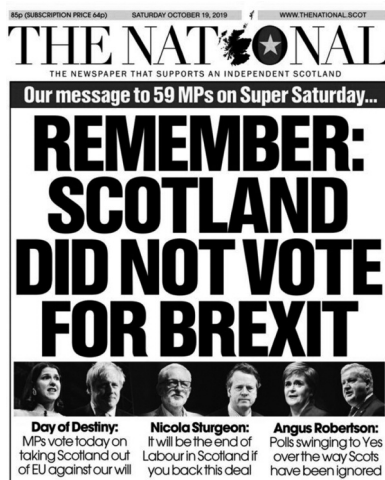 85p (SUBSCRIPTION PRICE 64p) SATURDAY OCTOBER 19, 2019 WWW.THENATIONAL.SCOT
THE NATIONAL
THE NEWSPAPER THAT SUPPORTS AN INDEPENDENT SCOTLAND
Our message to 59 MPs on Super Saturday...
REMEMBER:
SCOTLAND
DID NOT VOTE
FOR BREXIT
Day of Destiny:
MPs vote today on
taking Scotland out
of EU against our will
Nicola Sturgeon:
It will be the end of
Labour in Scotland if
you back this deal
Angus Robertson:
Polls swinging to Yes
over the way Scots
have been ignored